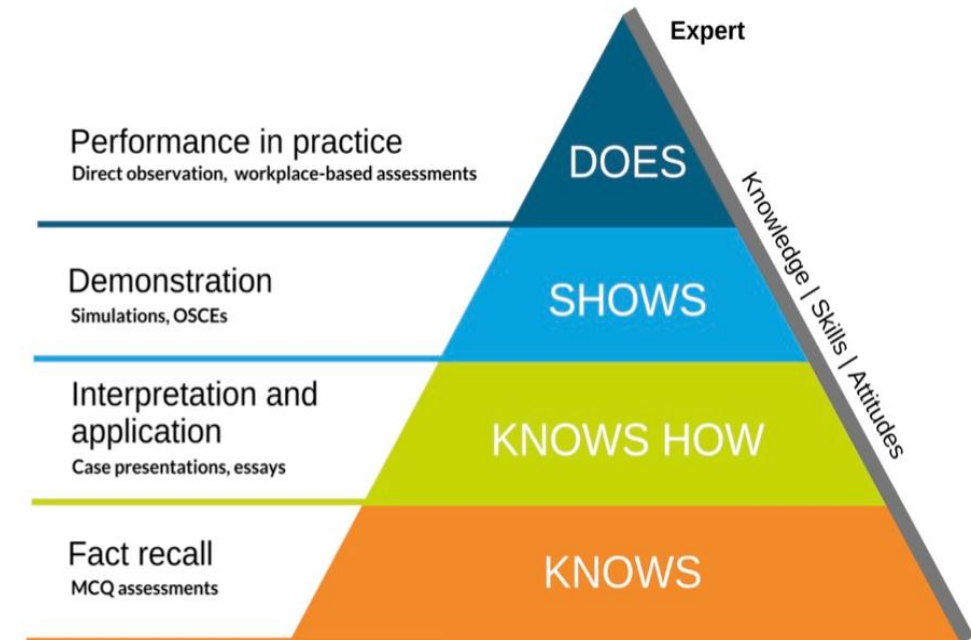 Expert
Performance in practice
Direct observation, workplace-based assessments
DOES
Knowledge | Skills | Attitudes
Demonstration
Simulations, OSCEs
SHOWS
Interpretation and
application
Case presentations, essays
KNOWS HOW
Fact recall
MCQ assessments
KNOWS